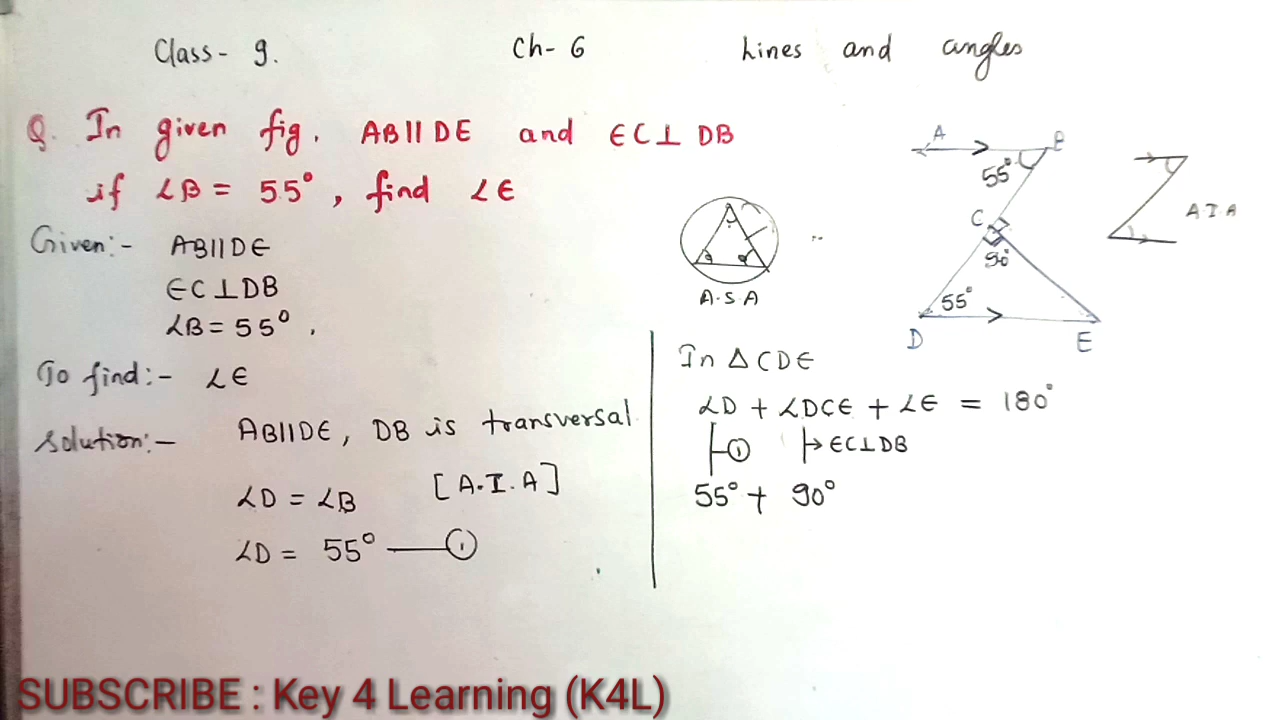 Class- 9. Ch- 6 Lines and angles
Q. In given fig. AB||DE and EC⊥DB
if ∠B = 55°, find ∠E
Given:- AB||DE
EC⊥DB
∠B = 55°.
To find:- ∠E
Solution:- AB||DE, DB is transversal
∠D = ∠B [A.I.A]
∠D = 55° —— ①
A B
55°
C
90°
55°
D E
A.I.A
A.S.A
In △CDE
∠D + ∠DCE + ∠E = 180°
① EC⊥DB
55° + 90°
SUBSCRIBE : Key 4 Learning (K4L)